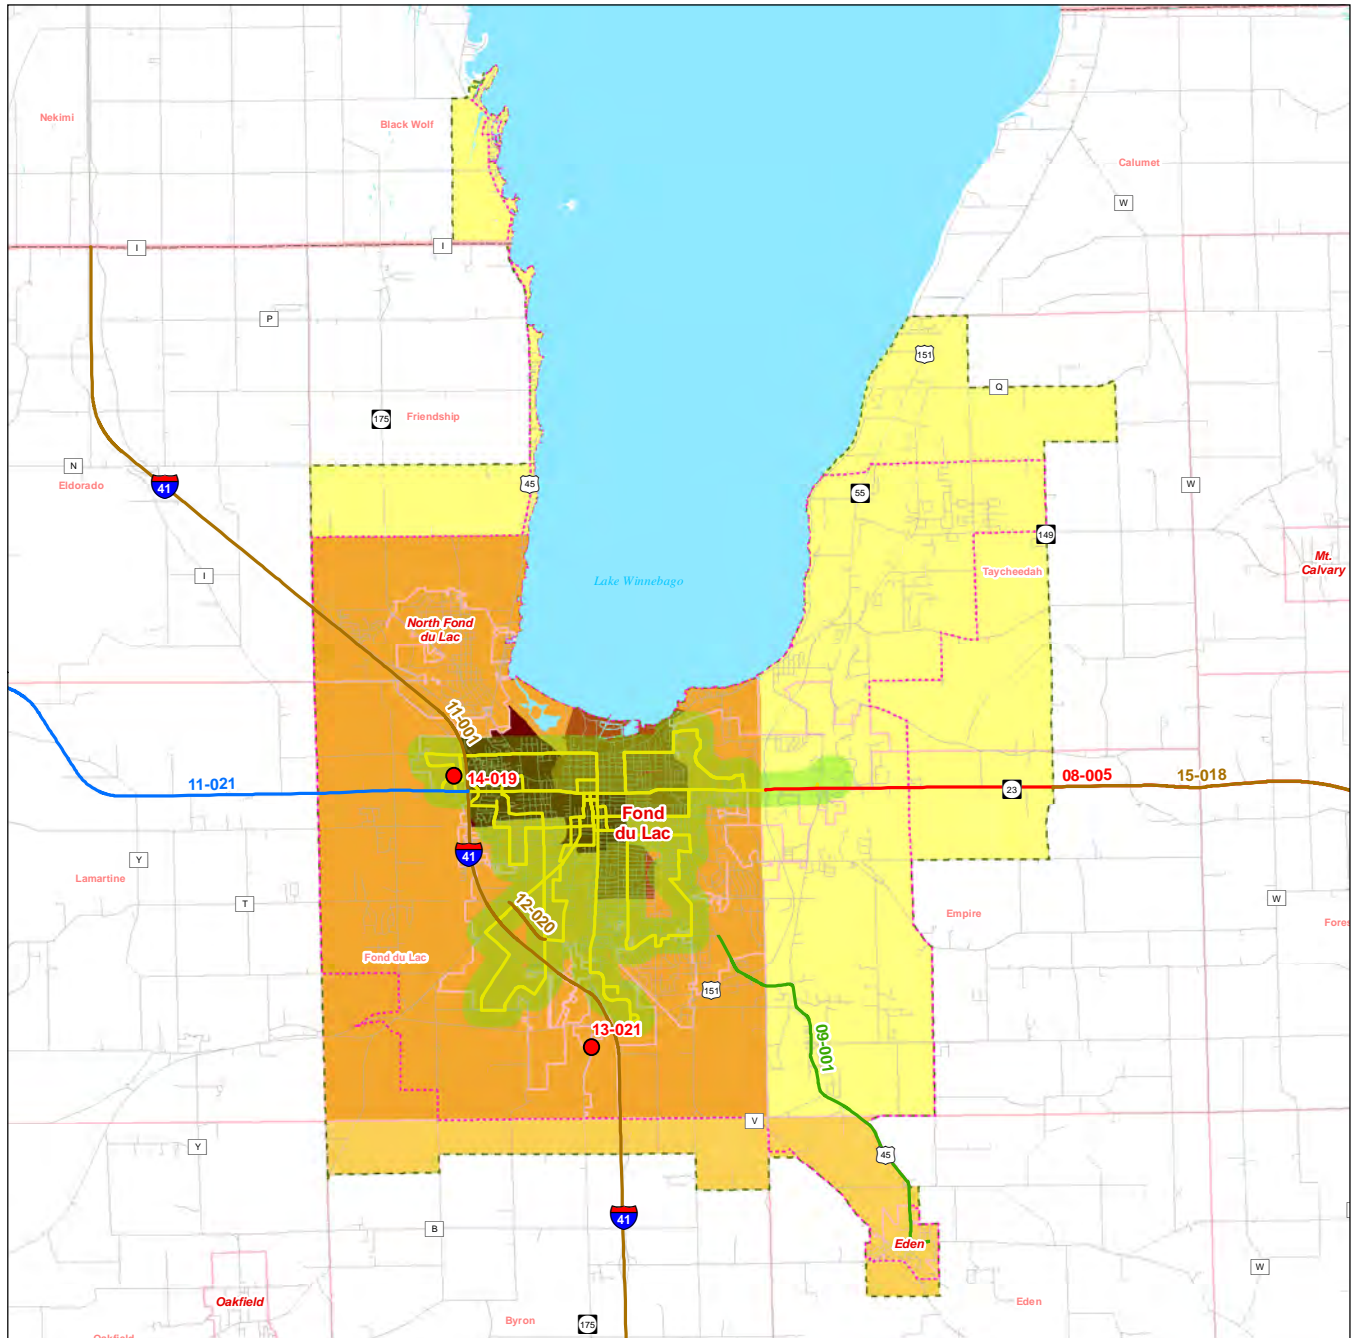 Nekimi
Black Wolf
Calumet
W
I
I
P
151
Q
175
Friendship
N
Eldorado
41
45
55
W
149
Mt.
Calvary
I
Taycheedah
Lake Winnebago
North Fond
du Lac
11-001
14-019
11-021
08-005
15-018
23
Fond
du Lac
41
Y
Lamartine
T
12-020
W
Empire
Fond du Lac
151
13-021
09-001
V
Y
45
41
B
Eden
W
Oakfield
Eden
Byron
175